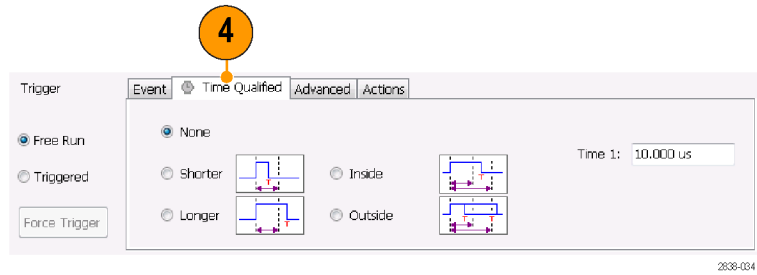 4
Trigger
Event Time Qualified Advanced Actions
Free Run
None
Time 1: 10.000 us
Triggered
Shorter T Inside T
Force Trigger
Longer T Outside T T
2838-034